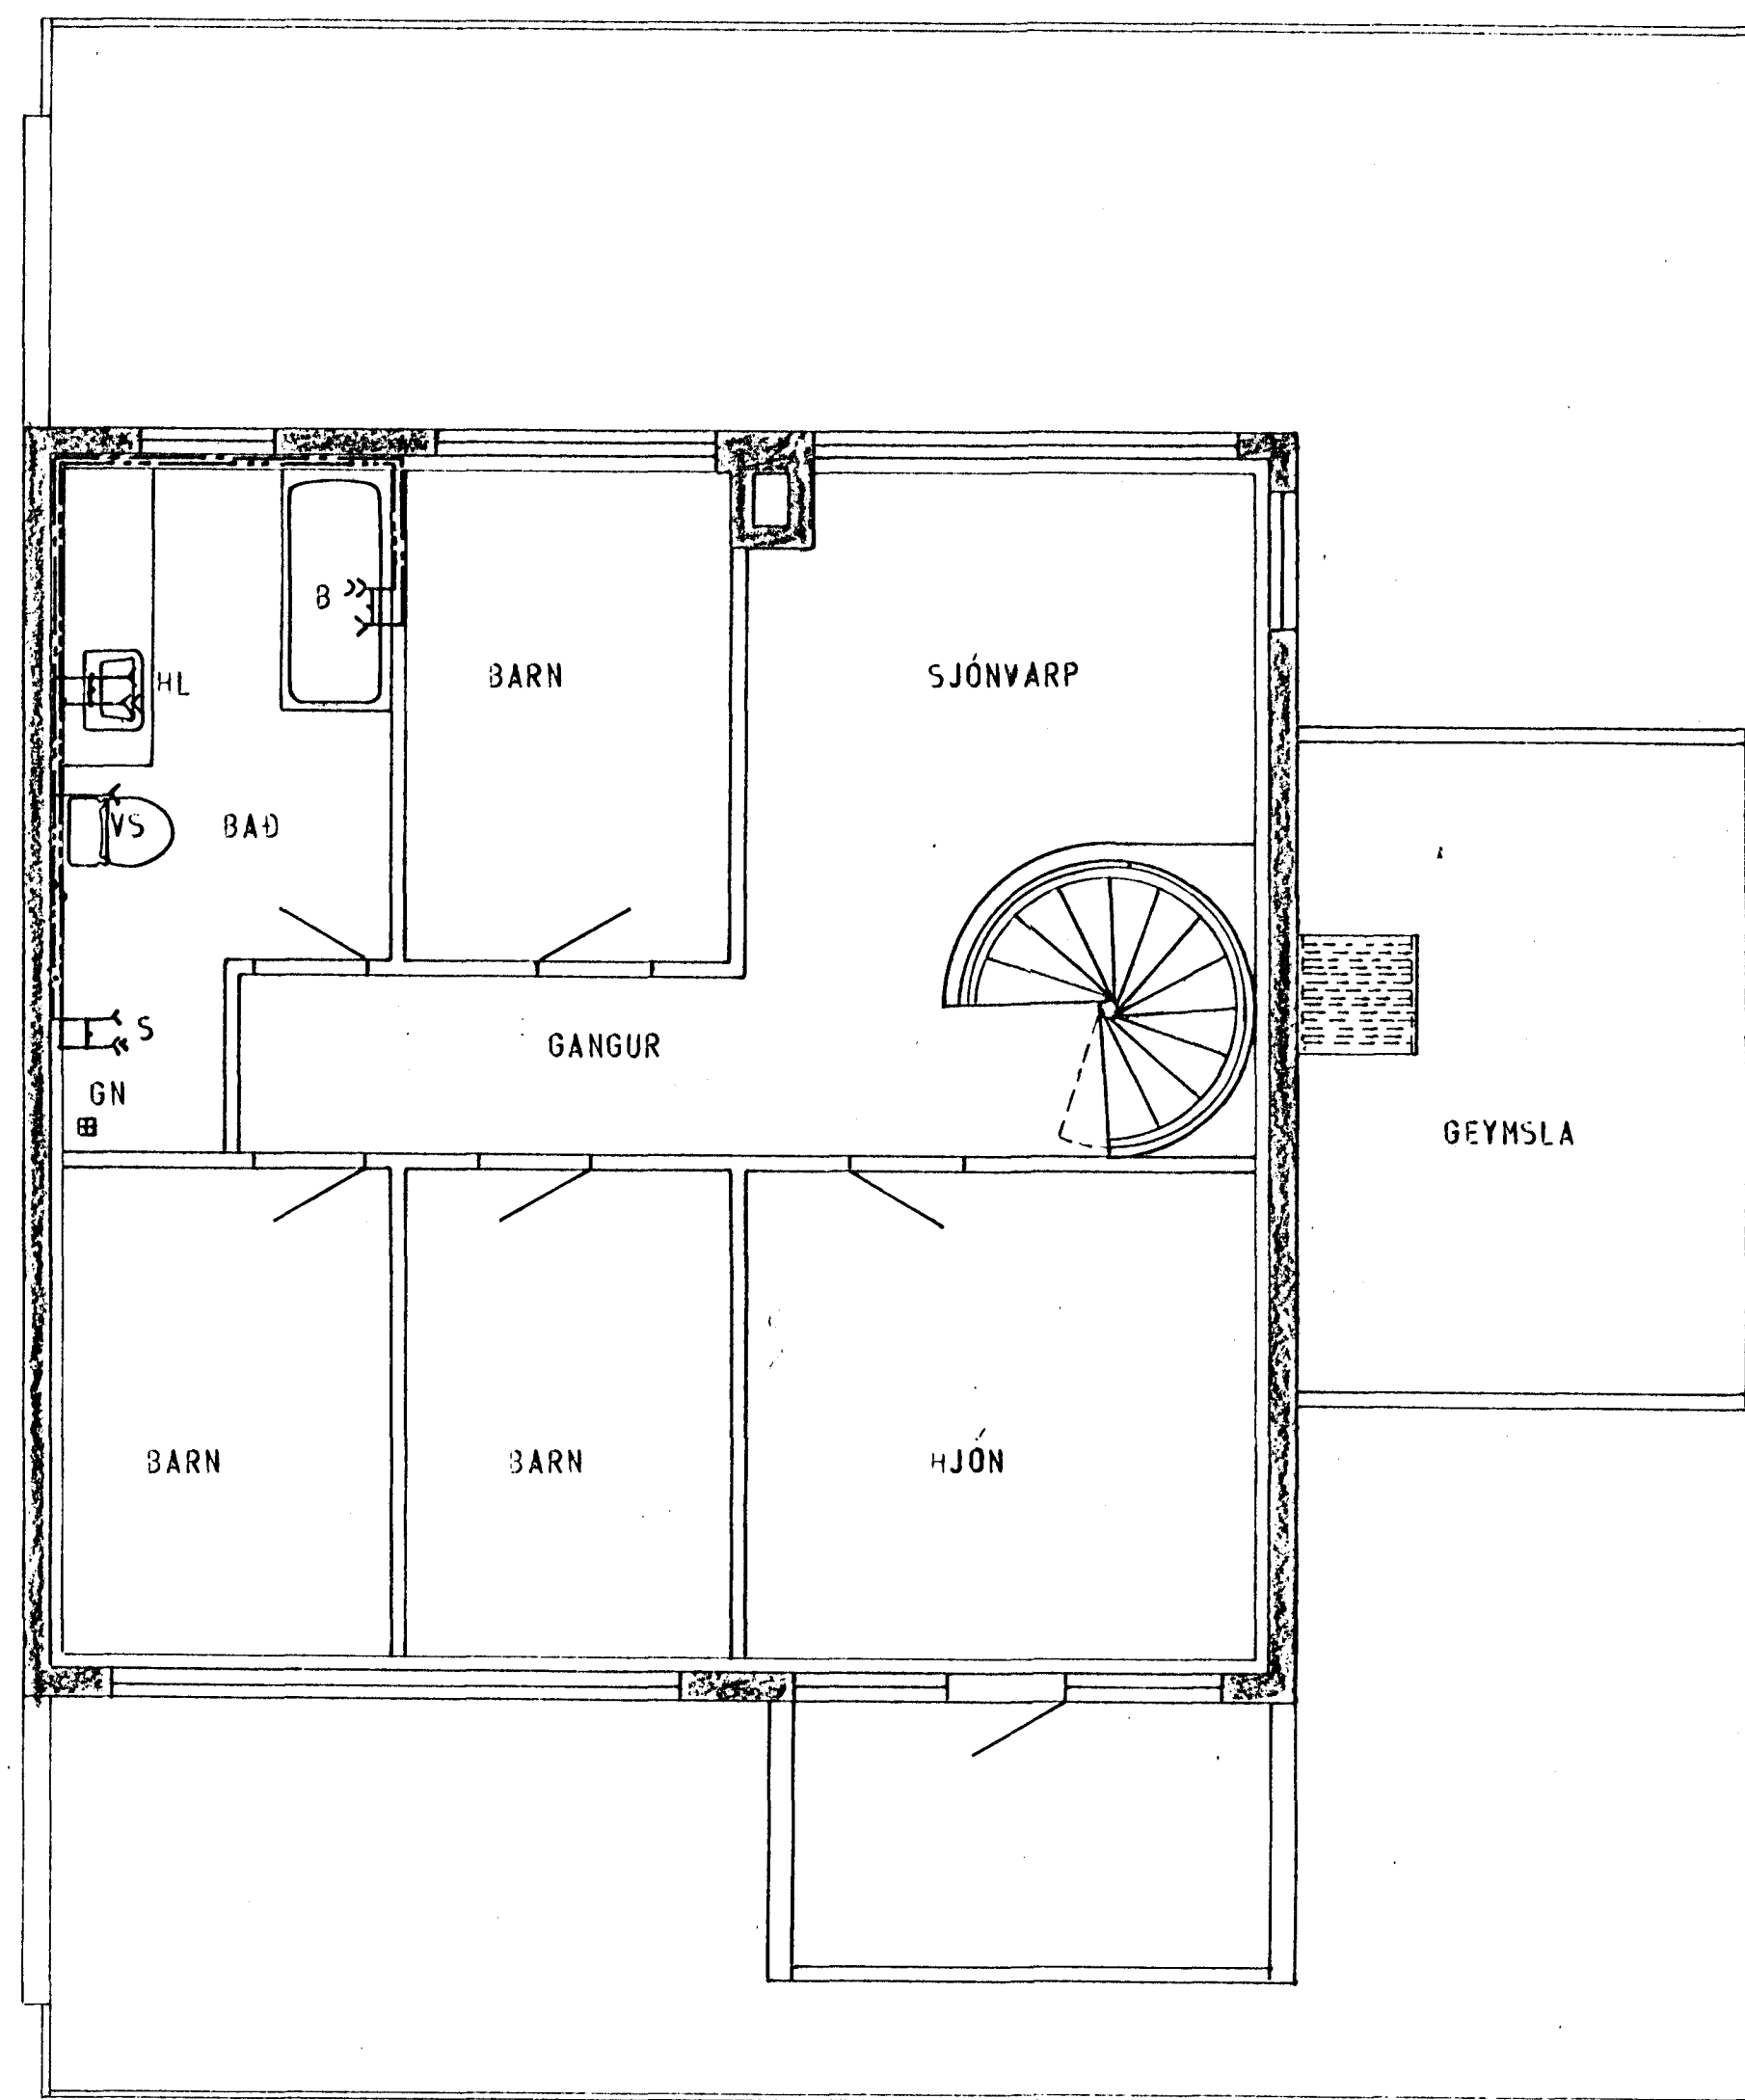 B
HL
BARN
SJÓNVARP
VS
BAÐ
S
GANGUR
GN
GEYMSLA
BARN
BARN
HJÓN